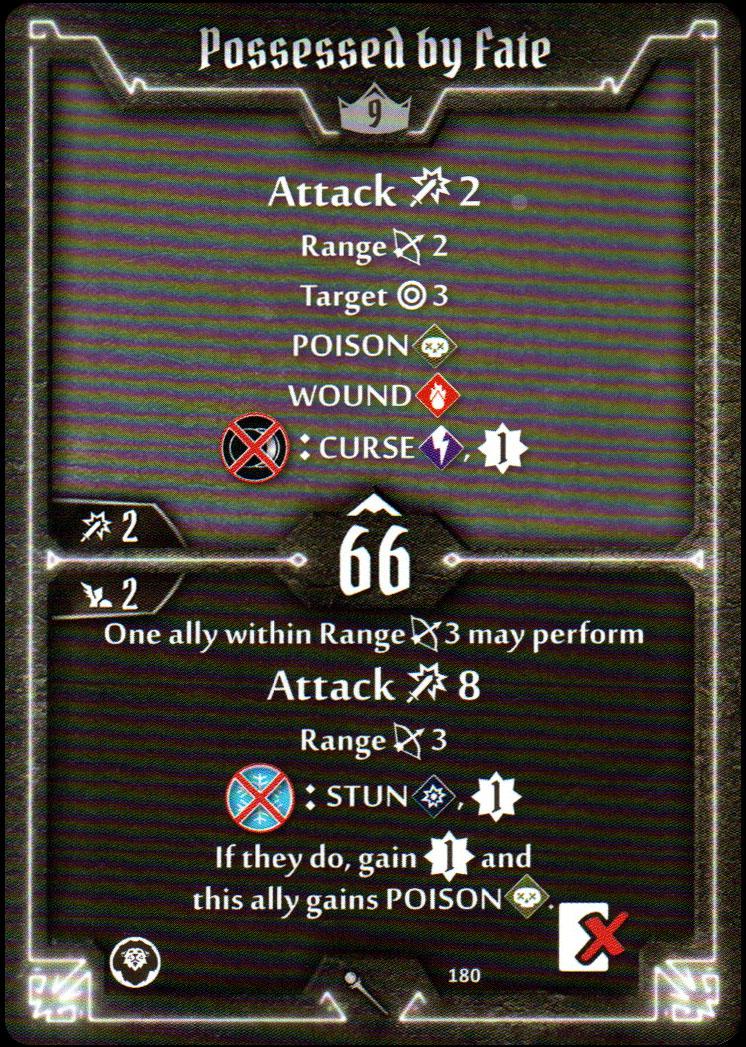 Possessed by Fate
9
Attack 2
Range 2
Target 3
POISON
WOUND
: CURSE , 1
2
66
2
One ally within Range 3 may perform
Attack 8
Range 3
: STUN , 1
If they do, gain 1 and
this ally gains POISON .
180